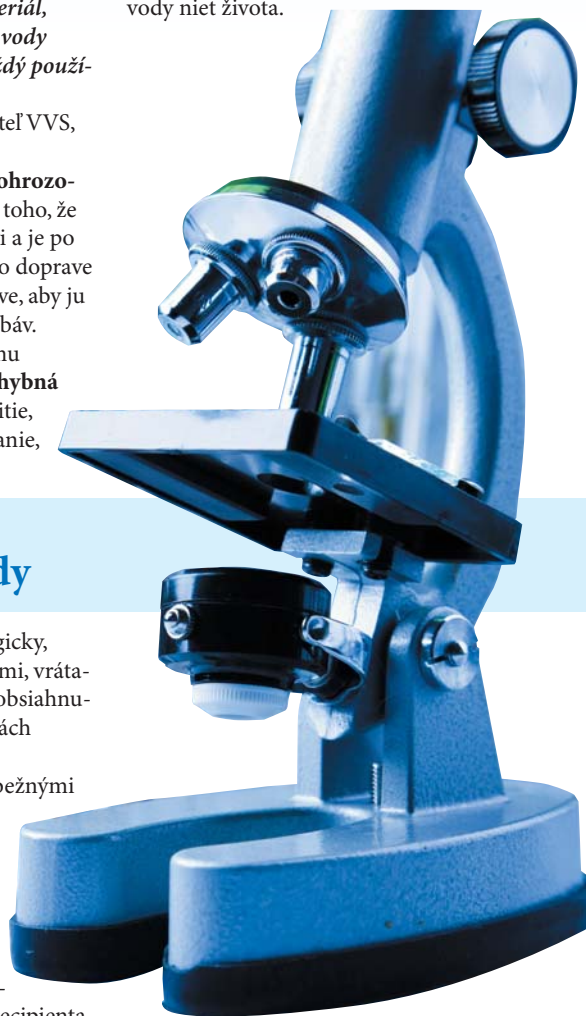 eriál,
vody
ždý použí-
teľ VVS,
ohrozo-
toho, že
i a je po
o doprave
ve, aby ju
báv.
nu
hybná
itie,
anie,
vody niet života.
dy
gicky,
mi, vráta-
obsiahnu-
ách
bežnými
-
ecipienta